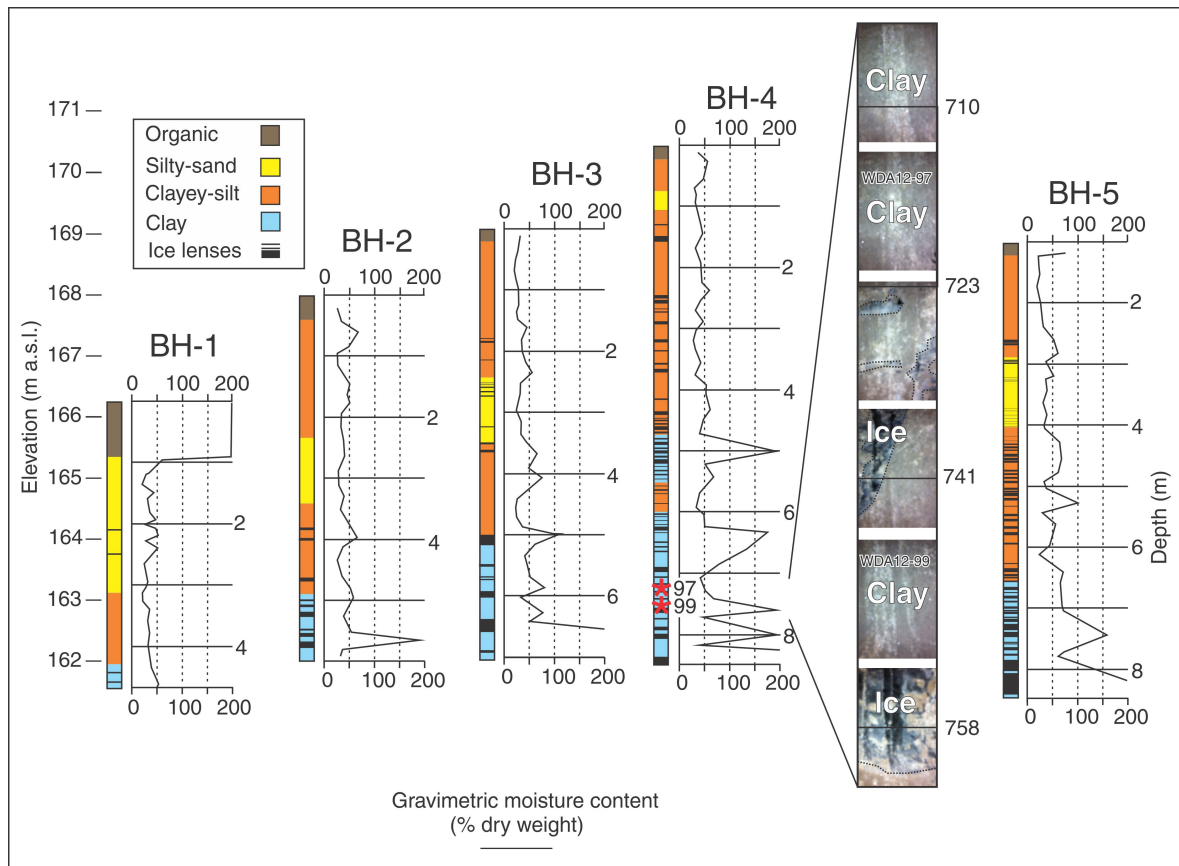 Elevation (m a.s.l.)
171
170
169
168
167
166
165
164
163
162
Organic
Silty-sand
Clayey-silt
Clay
Ice lenses
BH-1
0 100 200
2
4
0 100 200
BH-2
0 100 200
2
4
0 100 200
BH-3
0 100 200
2
4
6
0 100 200
BH-4
0 100 200
2
4
6
8
97
99
0 100 200
Clay
710
WDA12-97
Clay
723
Ice
741
WDA12-99
Clay
Ice
758
BH-5
0 100 200
2
4
6
8
0 100 200
Depth (m)
Gravimetric moisture content
(% dry weight)